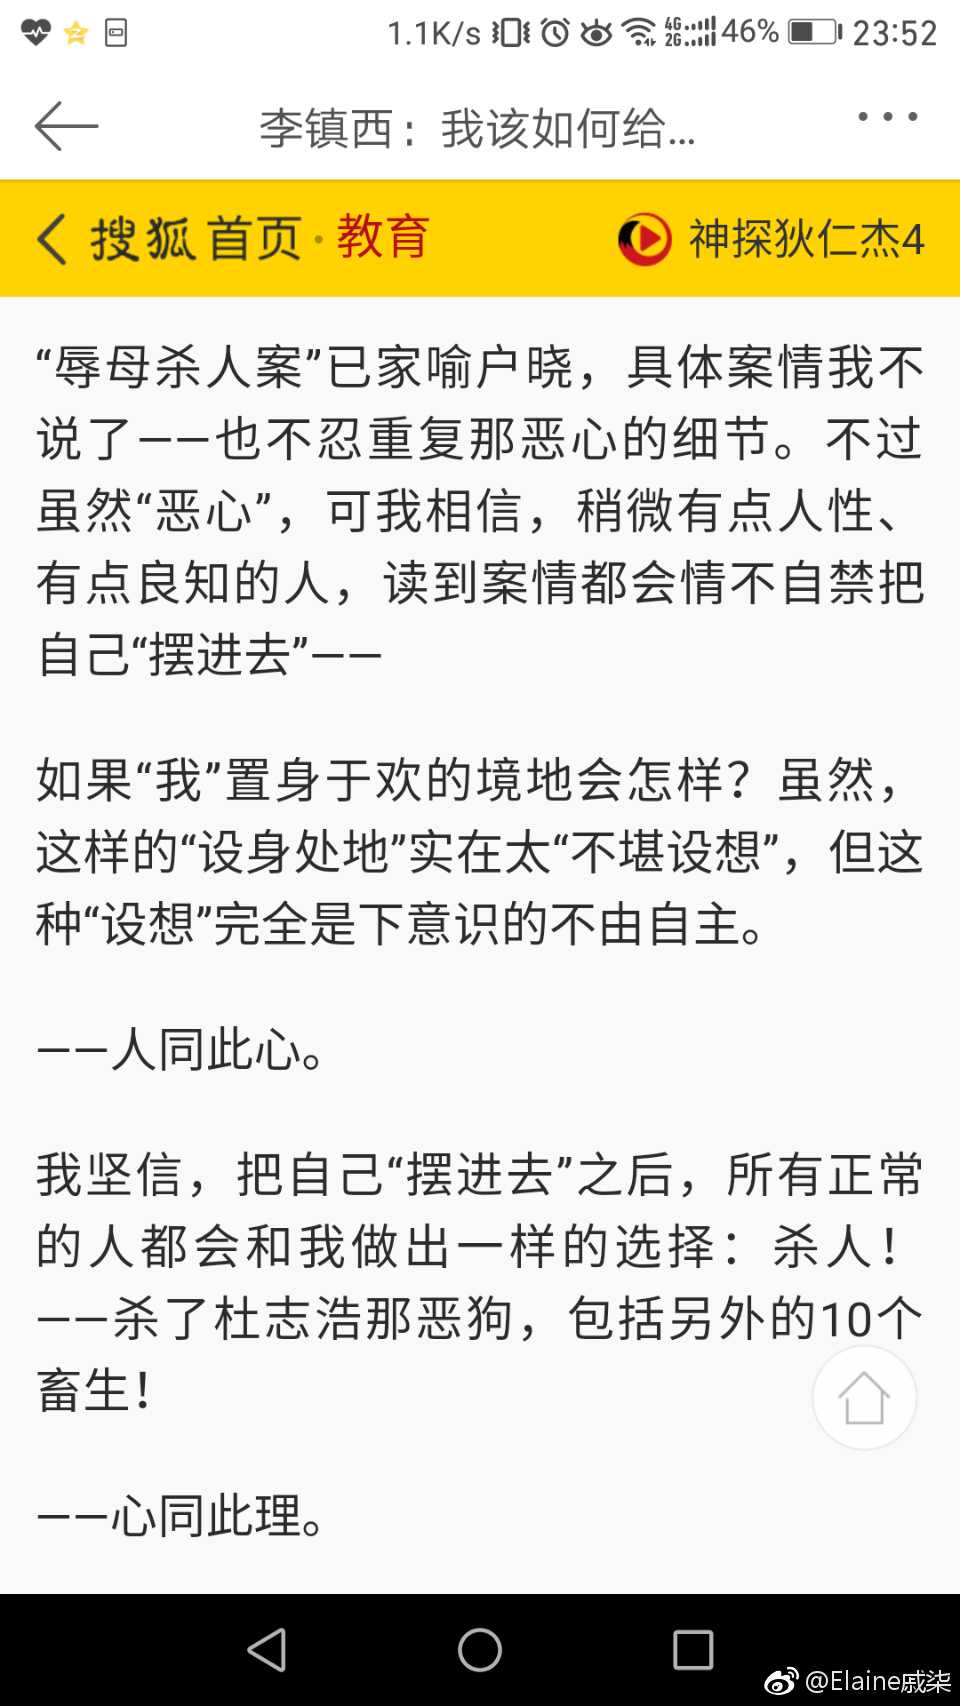 1.1K/s 4G 2G 46% 23:52
李镇西：我该如何给...
搜狐 首页·教育 神探狄仁杰4
“辱母杀人案”已家喻户晓，具体案情我不
说了——也不忍重复那恶心的细节。不过
虽然“恶心”，可我相信，稍微有点人性、
有点良知的人，读到案情都会情不自禁把
自己“摆进去”——
如果“我”置身于欢的境地会怎样？虽然，
这样的“设身处地”实在太“不堪设想”，但这
种“设想”完全是下意识的不由自主。
——人同此心。
我坚信，把自己“摆进去”之后，所有正常
的人都会和我做出一样的选择：杀人！
——杀了杜志浩那恶狗，包括另外的10个
畜生！
——心同此理。
@Elaine戚柒